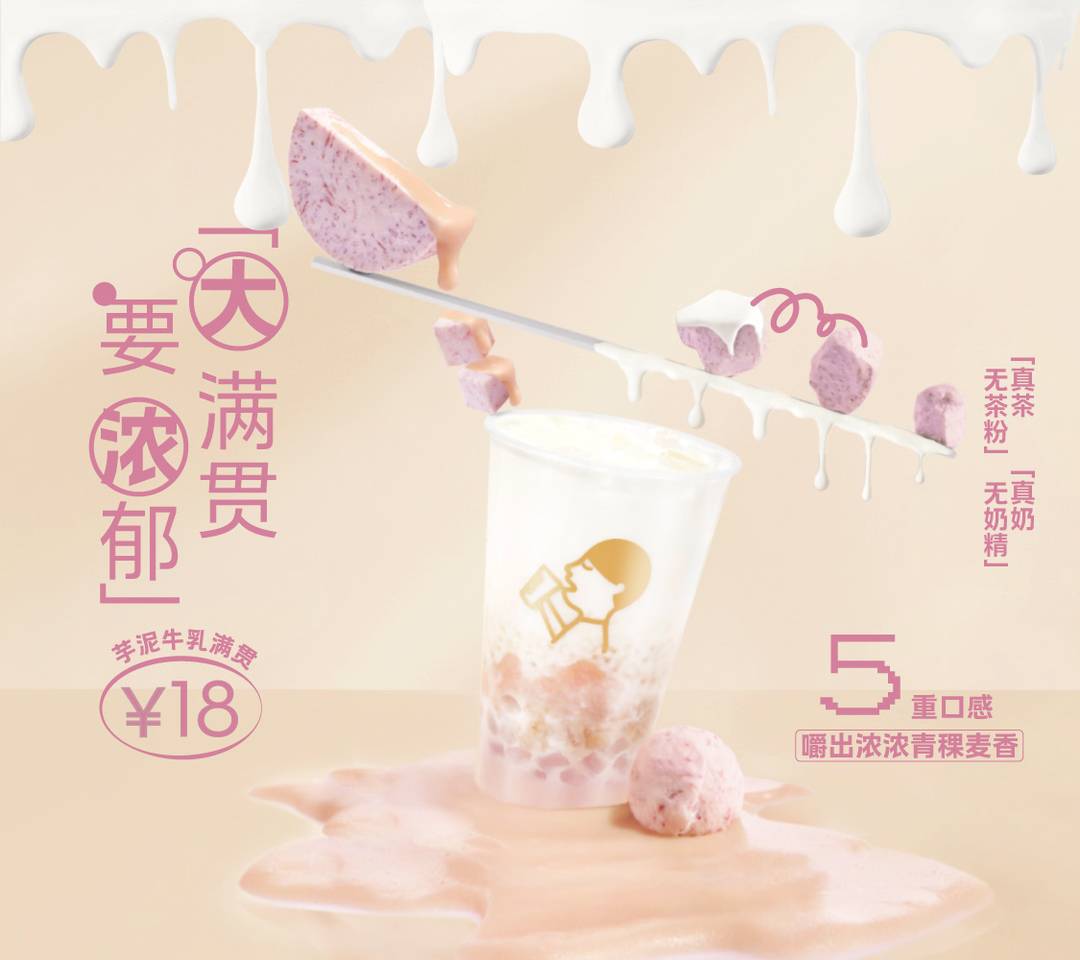 「大满贯
要浓郁」
芋泥牛乳满贯
¥18
「真茶
无茶粉」
「真奶
无奶精」
5重口感
嚼出浓浓青稞麦香